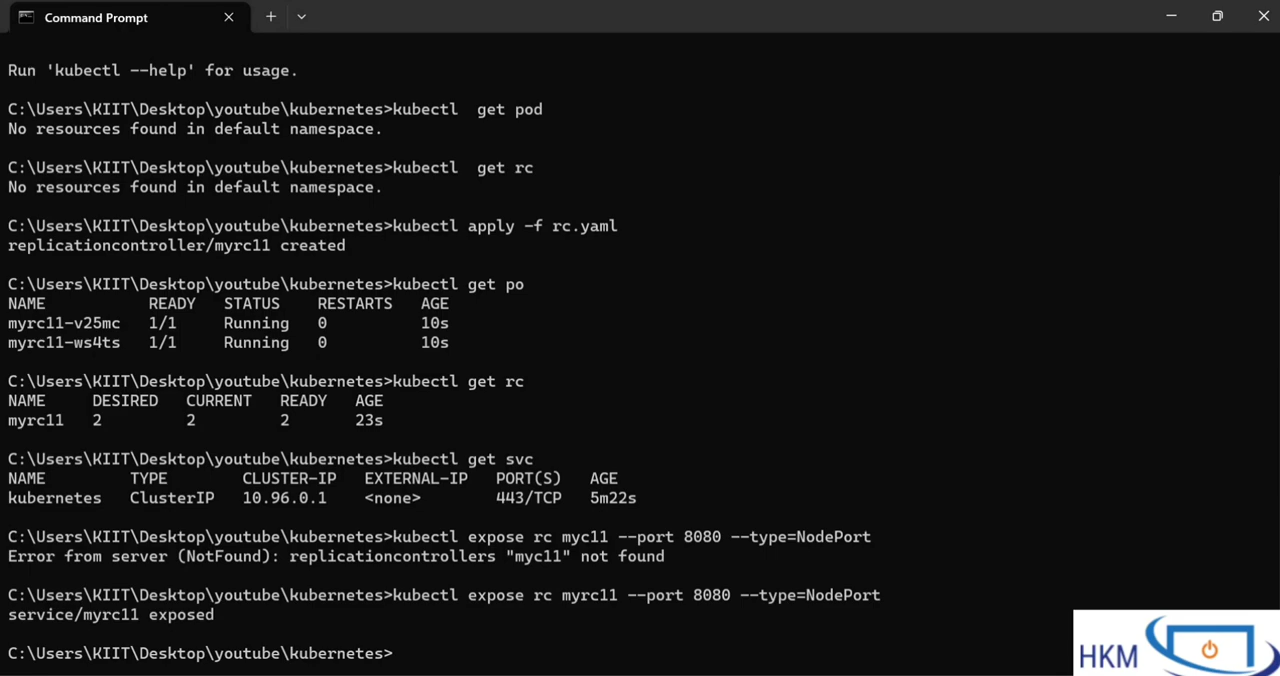 Command Prompt
Run 'kubectl --help' for usage.
C:\Users\KIIT\Desktop\youtube\kubernetes>kubectl  get pod
No resources found in default namespace.
C:\Users\KIIT\Desktop\youtube\kubernetes>kubectl  get rc
No resources found in default namespace.
C:\Users\KIIT\Desktop\youtube\kubernetes>kubectl apply -f rc.yaml
replicationcontroller/myrc11 created
C:\Users\KIIT\Desktop\youtube\kubernetes>kubectl get po
NAME           READY   STATUS    RESTARTS   AGE
myrc11-v25mc   1/1     Running   0          10s
myrc11-ws4ts   1/1     Running   0          10s
C:\Users\KIIT\Desktop\youtube\kubernetes>kubectl get rc
NAME     DESIRED   CURRENT   READY   AGE
myrc11   2         2         2       23s
C:\Users\KIIT\Desktop\youtube\kubernetes>kubectl get svc
NAME         TYPE        CLUSTER-IP   EXTERNAL-IP   PORT(S)   AGE
kubernetes   ClusterIP   10.96.0.1    <none>        443/TCP   5m22s
C:\Users\KIIT\Desktop\youtube\kubernetes>kubectl expose rc myc11 --port 8080 --type=NodePort
Error from server (NotFound): replicationcontrollers "myc11" not found
C:\Users\KIIT\Desktop\youtube\kubernetes>kubectl expose rc myrc11 --port 8080 --type=NodePort
service/myrc11 exposed
C:\Users\KIIT\Desktop\youtube\kubernetes>
HKM